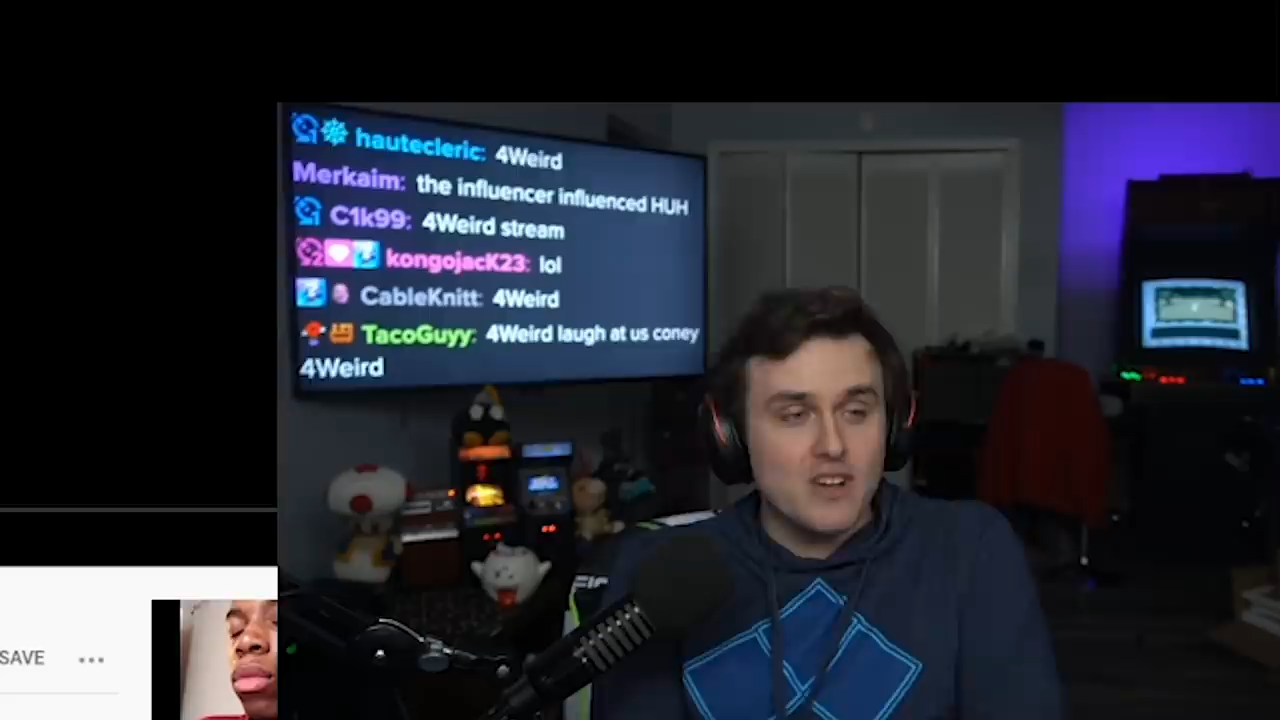 hautecleric: 4Weird
Merkaim: the influencer influenced HUH
C1k99: 4Weird stream
kongojacK23: lol
CableKnitt: 4Weird
TacoGuyy: 4Weird laugh at us coney
4Weird
SAVE